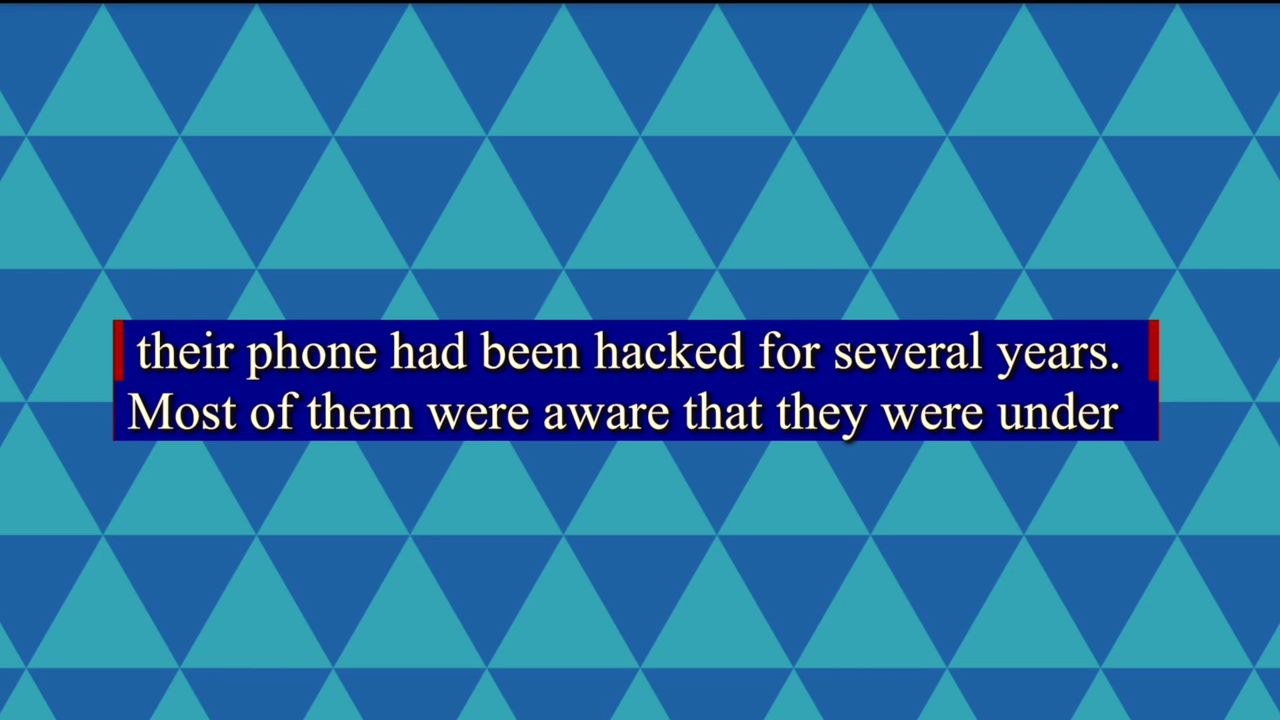 their phone had been hacked for several years.
Most of them were aware that they were under